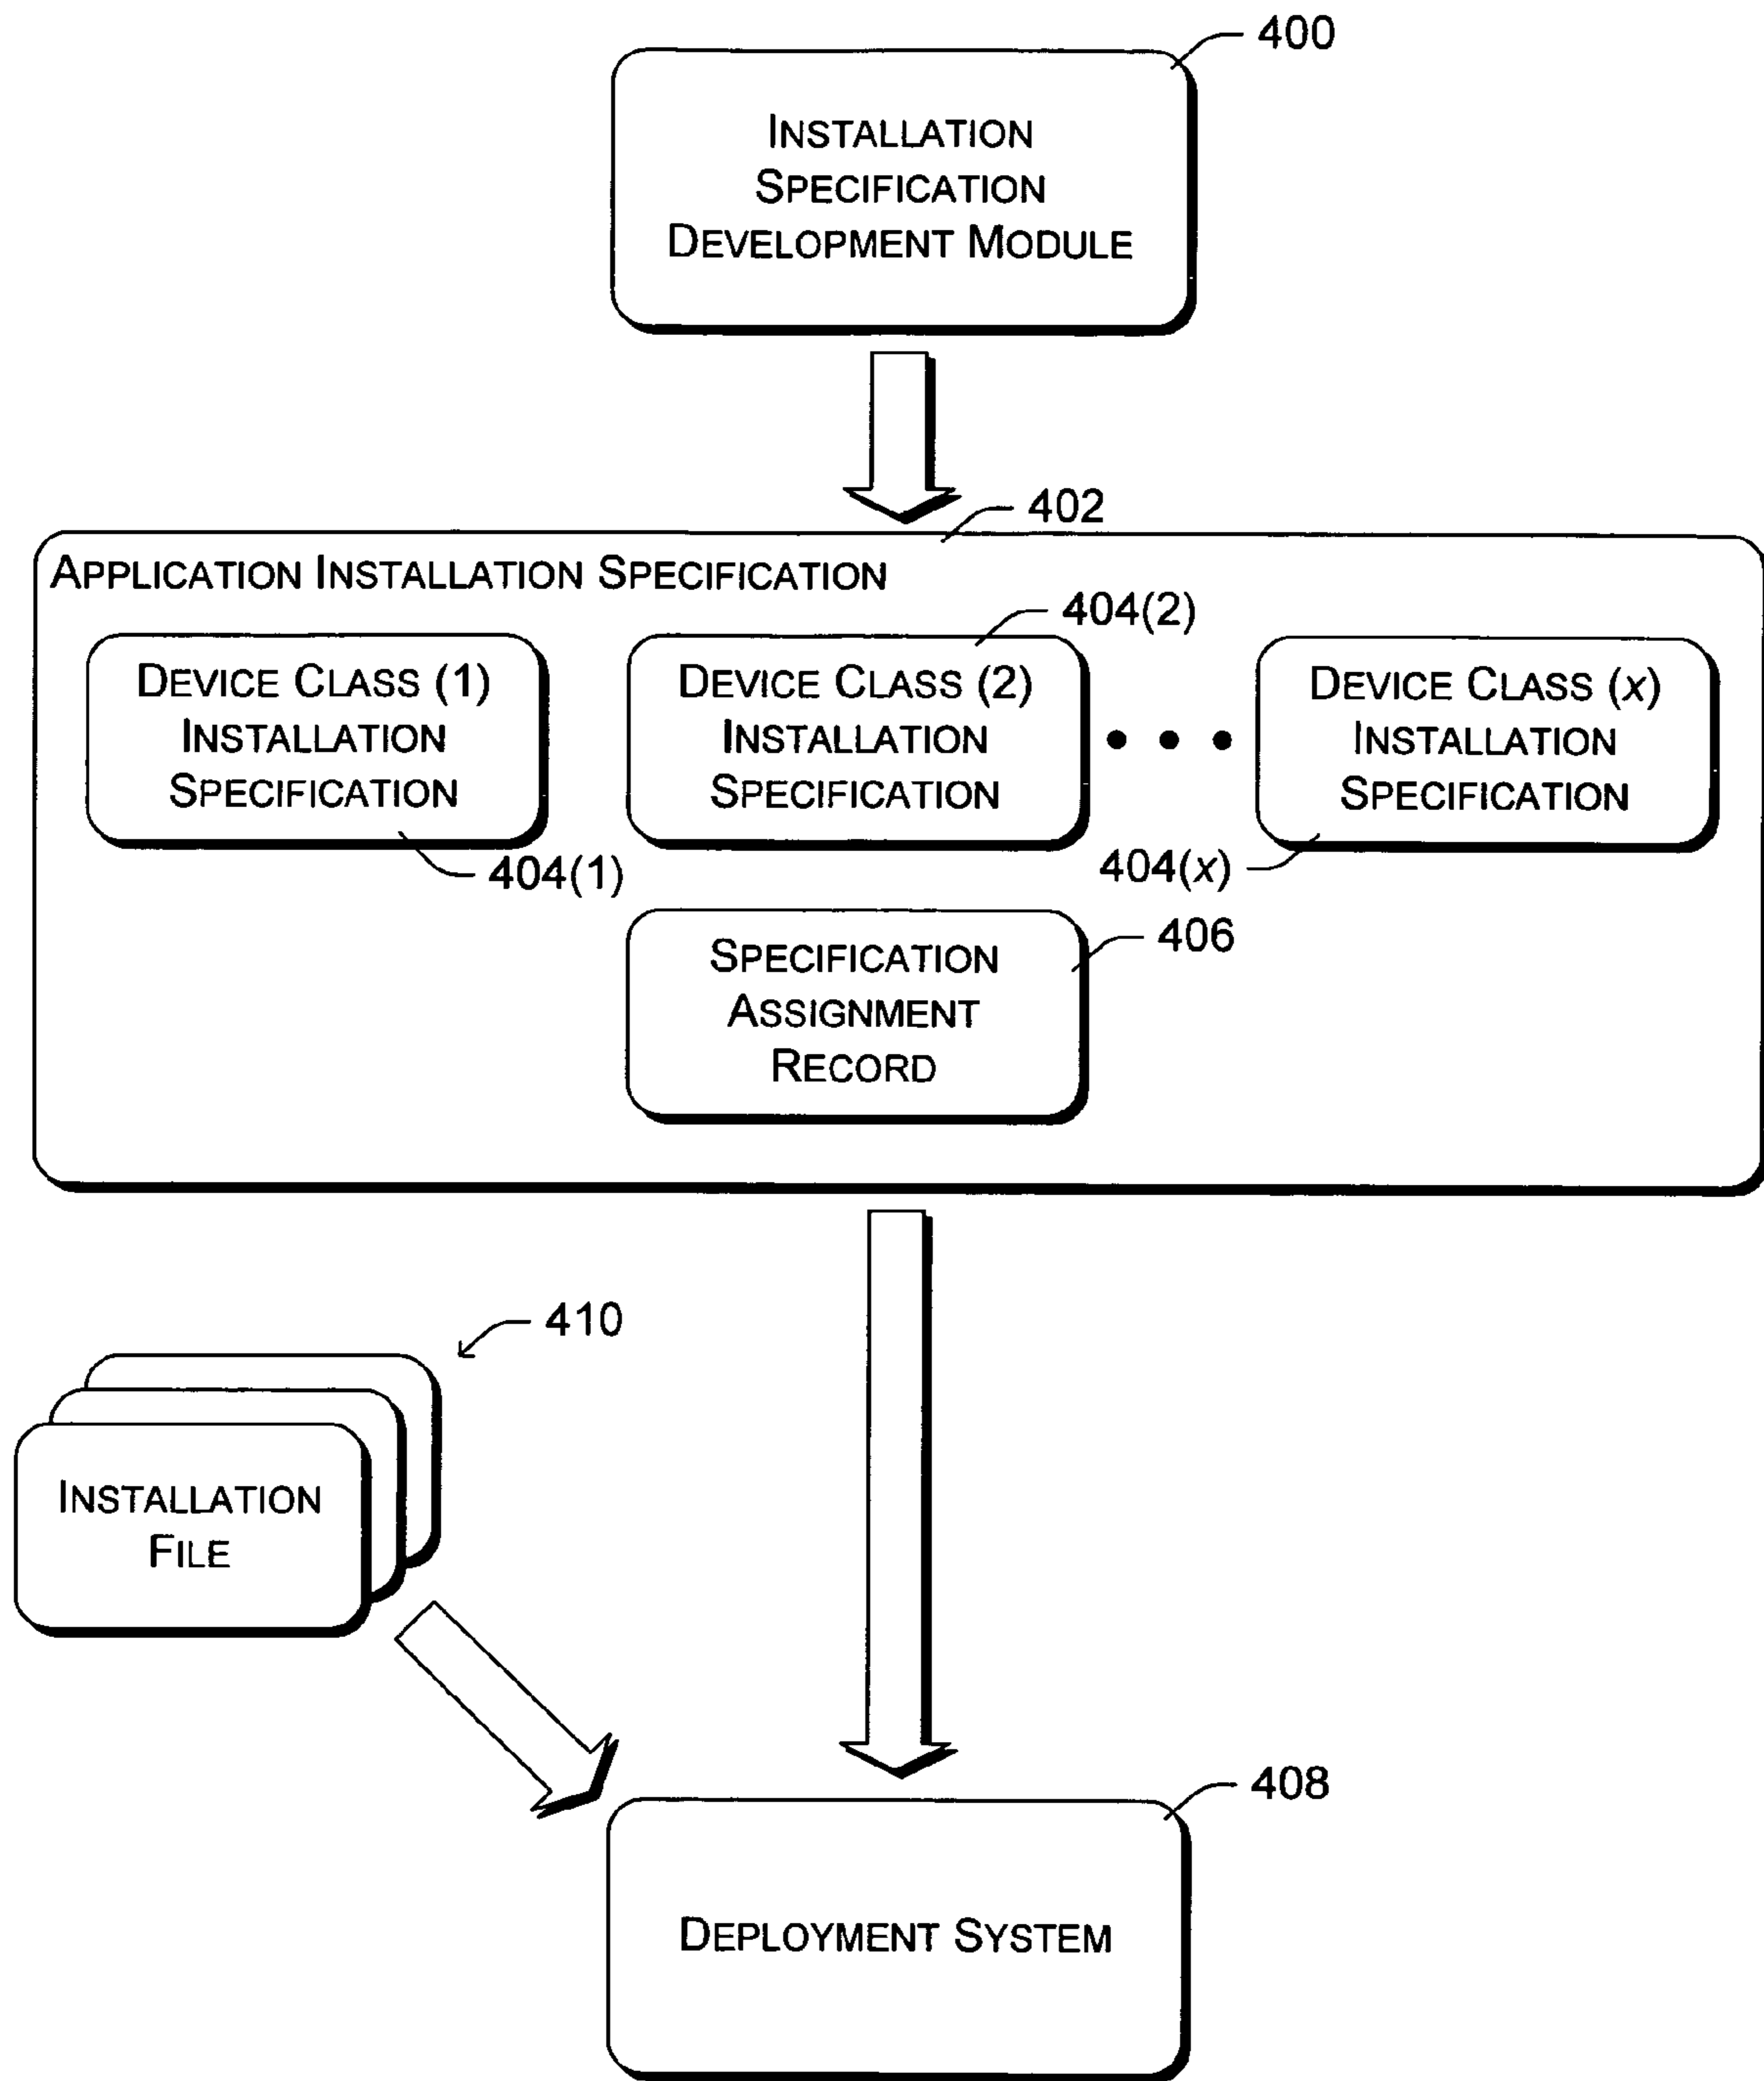 400
INSTALLATION
SPECIFICATION
DEVELOPMENT MODULE
402
APPLICATION INSTALLATION SPECIFICATION
404(2)
DEVICE CLASS (1)
INSTALLATION
SPECIFICATION
404(1)
DEVICE CLASS (2)
INSTALLATION
SPECIFICATION
• • •
DEVICE CLASS (x)
INSTALLATION
SPECIFICATION
404(x)
SPECIFICATION
ASSIGNMENT
RECORD
406
410
INSTALLATION
FILE
408
DEPLOYMENT SYSTEM